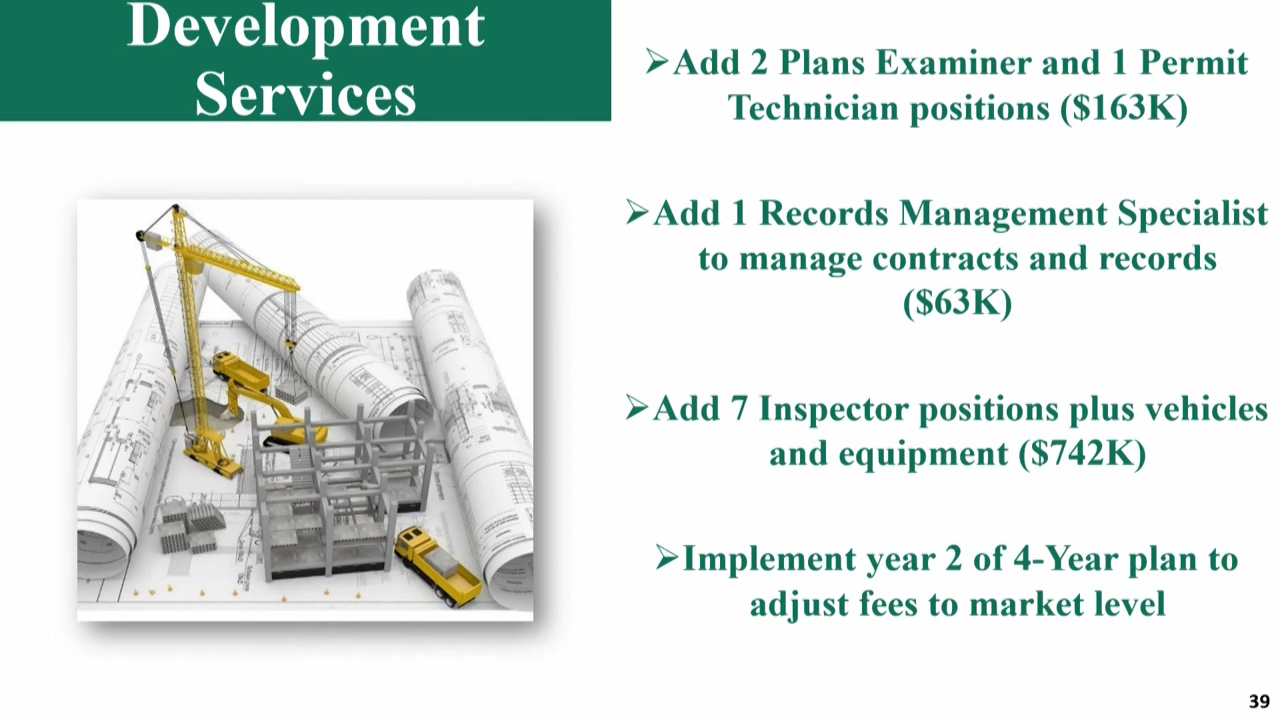 Development
Services
➢Add 2 Plans Examiner and 1 Permit
Technician positions ($163K)
➢Add 1 Records Management Specialist
to manage contracts and records
($63K)
➢Add 7 Inspector positions plus vehicles
and equipment ($742K)
➢Implement year 2 of 4-Year plan to
adjust fees to market level
39